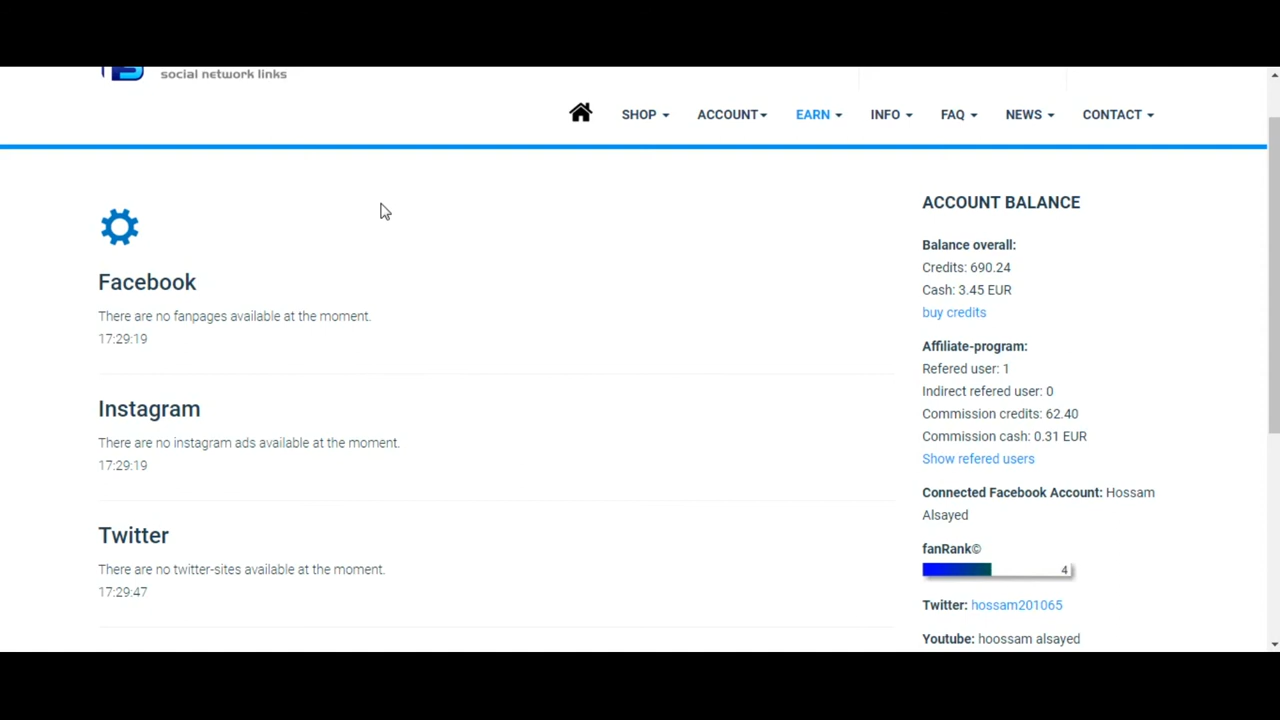 social network links
SHOP
ACCOUNT
EARN
INFO
FAQ
NEWS
CONTACT
Facebook
There are no fanpages available at the moment.
17:29:19
Instagram
There are no instagram ads available at the moment.
17:29:19
Twitter
There are no twitter-sites available at the moment.
17:29:47
ACCOUNT BALANCE
Balance overall:
Credits: 690.24
Cash: 3.45 EUR
buy credits
Affiliate-program:
Refered user: 1
Indirect refered user: 0
Commission credits: 62.40
Commission cash: 0.31 EUR
Show refered users
Connected Facebook Account: Hossam
Alsayed
fanRank©
4
Twitter: hossam201065
Youtube: hoossam alsayed